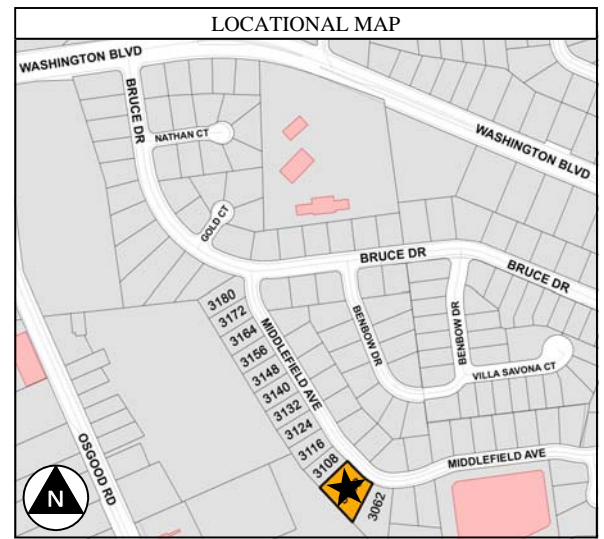 LOCATIONAL MAP
WASHINGTON BLVD
BRUCE DR
NATHAN CT
WASHINGTON BLVD
GOLD CT
BRUCE DR
BRUCE DR
3180
3172
3164
3156
3148
3140
3132
3124
3116
3108
MIDDLEFIELD AVE
BENBOW DR
BENBOW DR
VILLA SAVONA CT
OSGOOD RD
MIDDLEFIELD AVE
3062
N